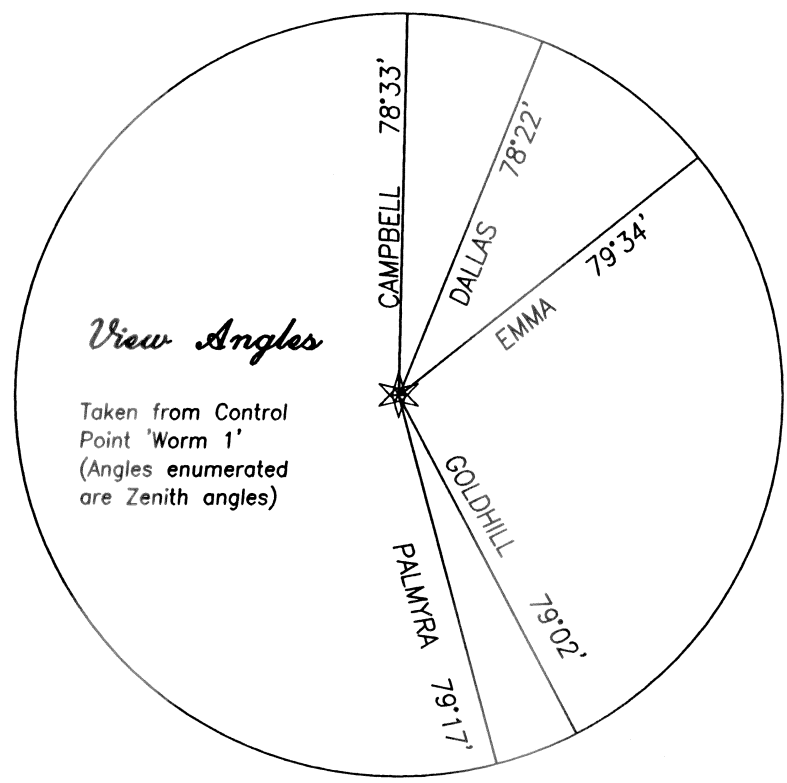 CAMPBELL 78°33'
DALLAS 78°22'
EMMA 79°34'
View Angles
Taken from Control
Point 'Worm 1'
(Angles enumerated
are Zenith angles)
GOLDHILL 79°02'
PALMYRA 79°17'